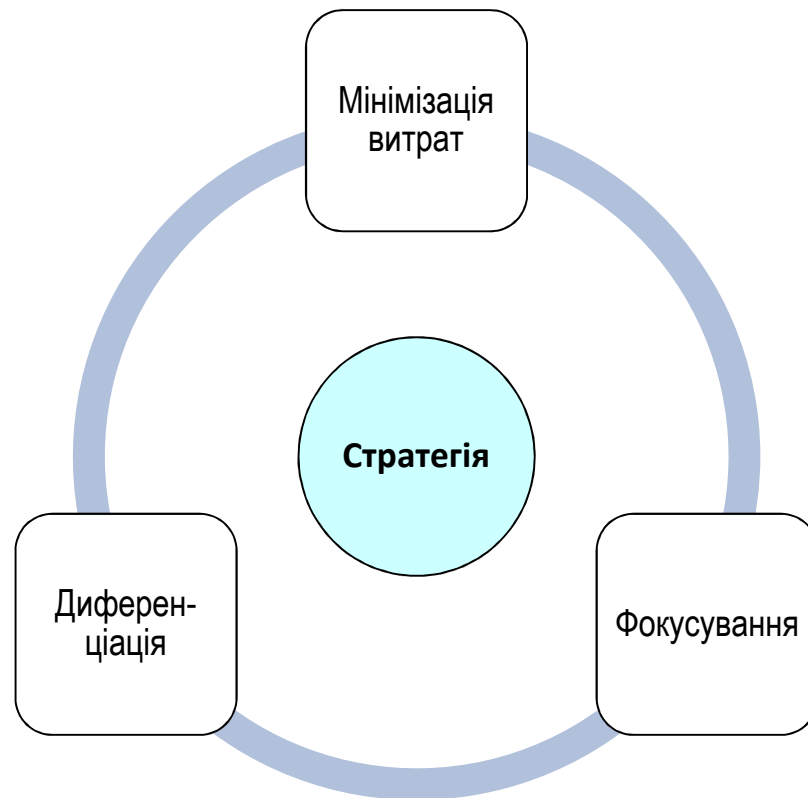 Мінімізація
витрат
Стратегія
Диферен-
ціація
Фокусування